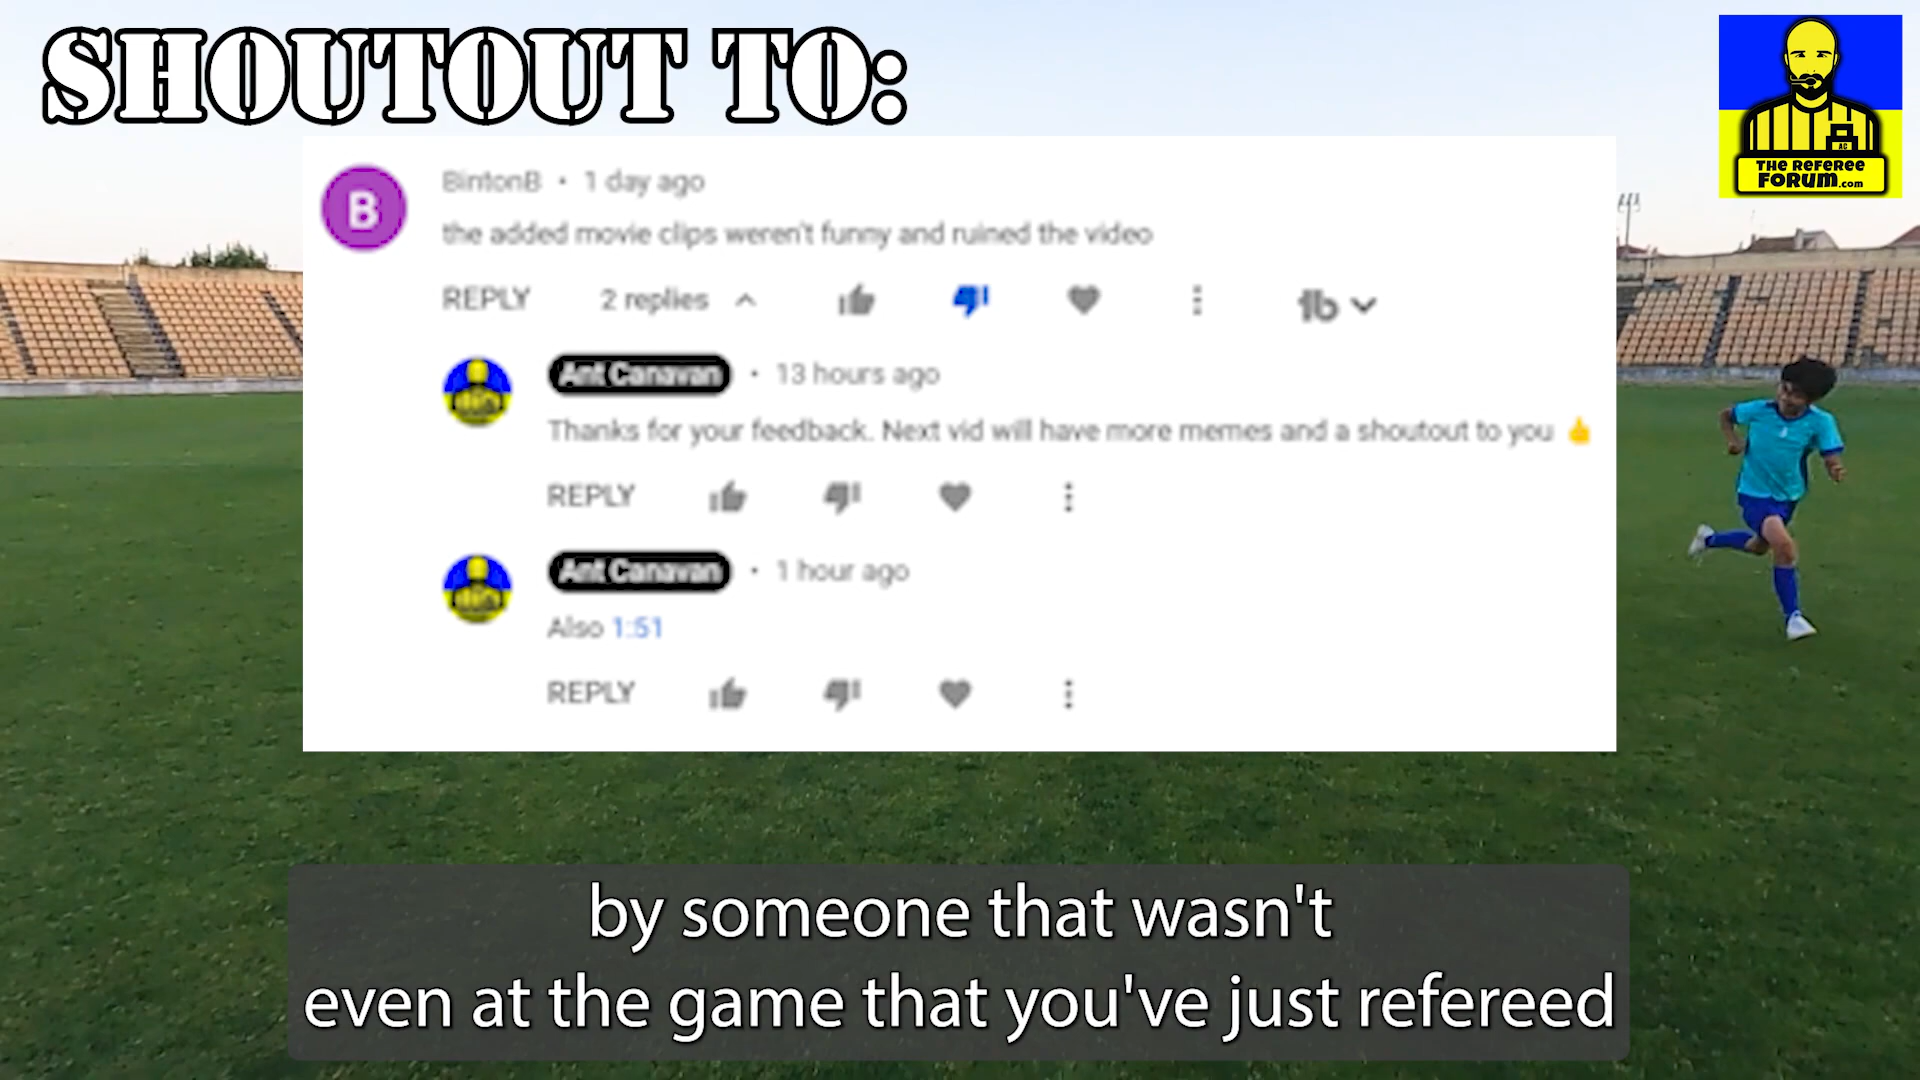 SHOUTOUT TO:
AC
THE REFEREE
FORUM.com
B
BintonB • 1 day ago
the added movie clips weren't funny and ruined the video
REPLY 2 replies
Ant Canavan • 13 hours ago
Thanks for your feedback. Next vid will have more memes and a shoutout to you 👍
REPLY
Ant Canavan • 1 hour ago
Also 1:51
REPLY
by someone that wasn't
even at the game that you've just refereed